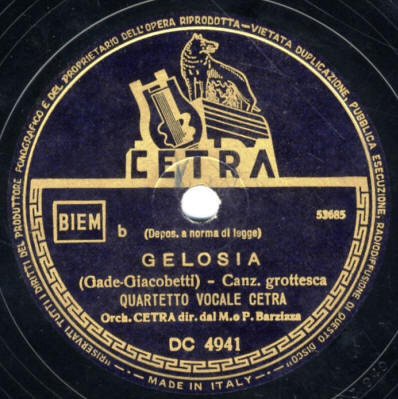 "RISERVATI TUTTI I DIRITTI DEL PRODUTTORE FONOGRAFICO E DEL PROPRIETARIO DELL'OPERA RIPRODOTTA - VIETATA DUPLICAZIONE, PUBBLICA ESECUZIONE, RADIODIFFUSIONE DI QUESTO DISCO"
CETRA
BIEM
b
(Depos. a norma di legge)
53685
GELOSIA
(Gade-Giacobetti) - Canz. grottesca
QUARTETTO VOCALE CETRA
Orch. CETRA dir. dal M.o P. Barzizza
DC 4941
MADE IN ITALY